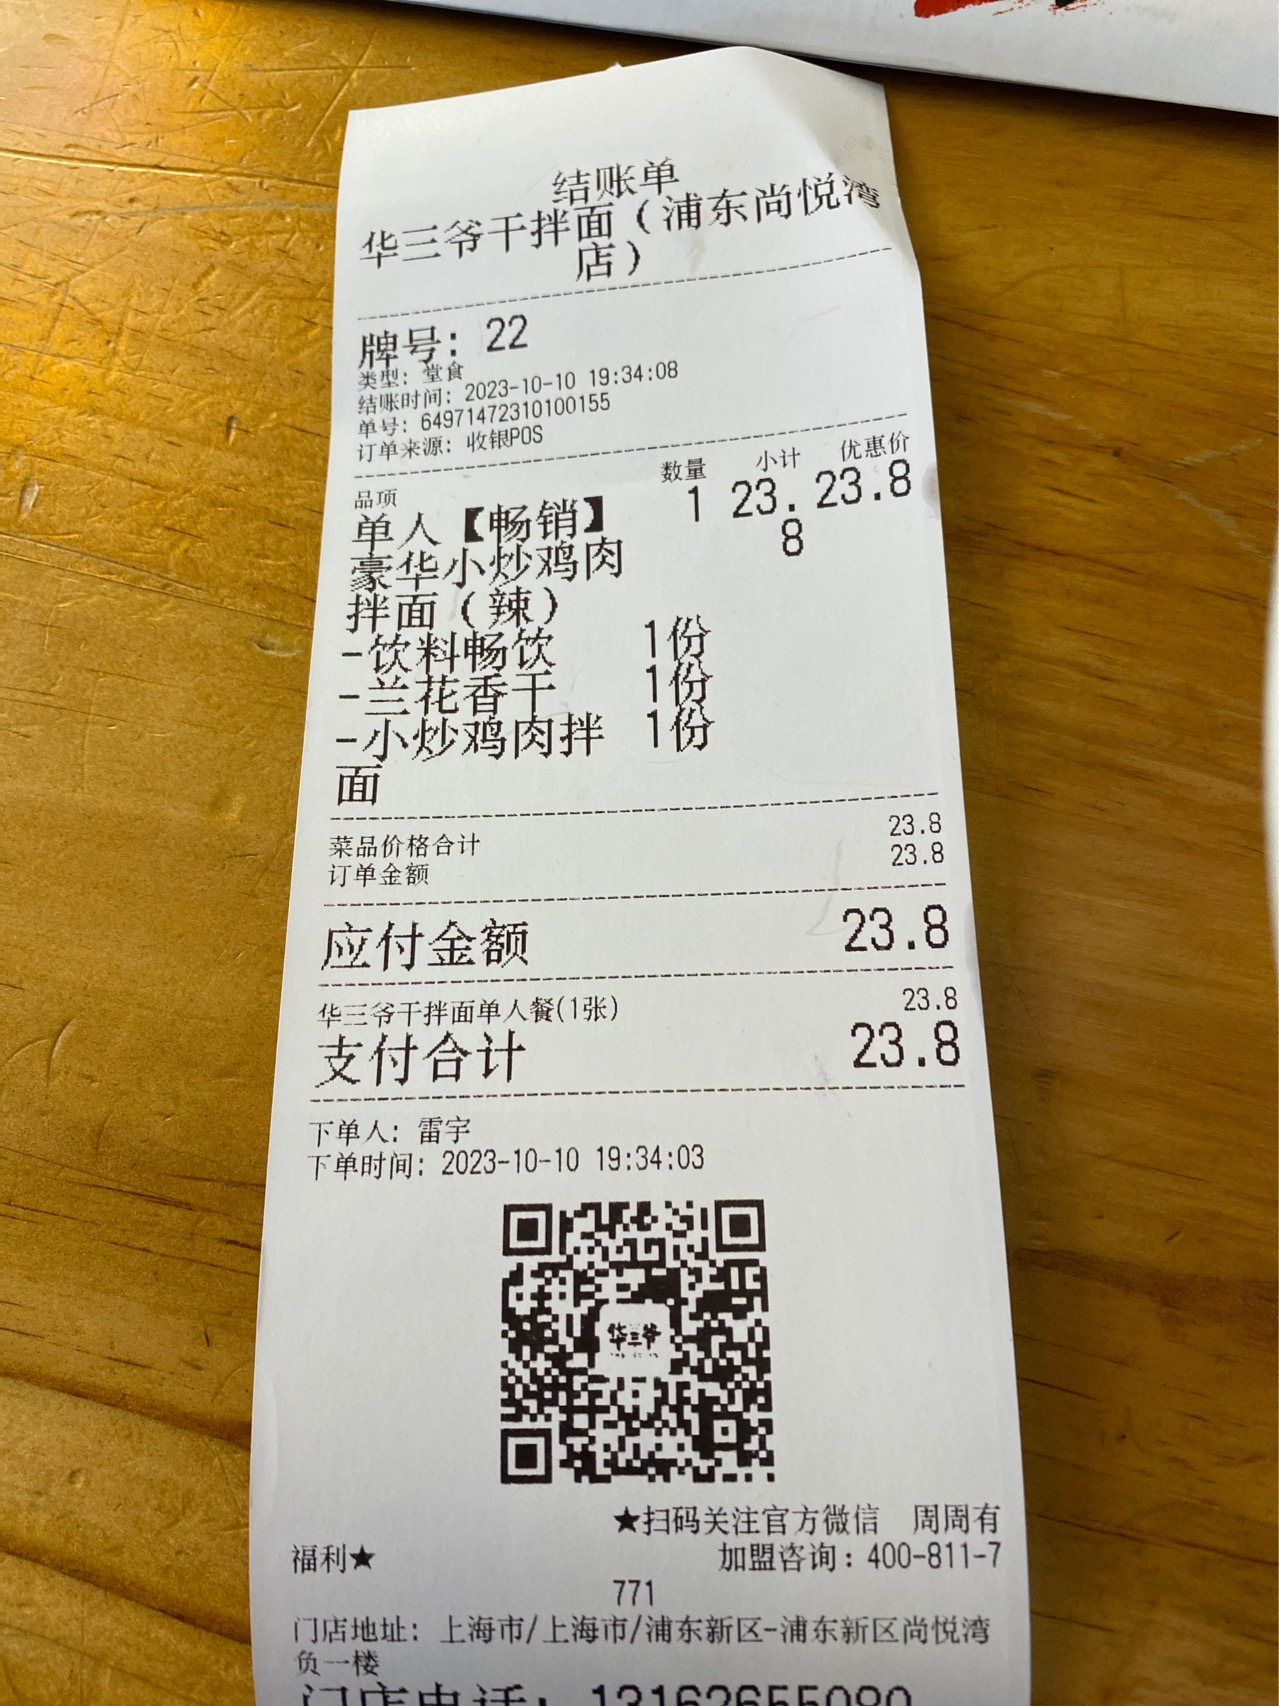 结账单
华三爷干拌面（浦东尚悦湾
店）
牌号：22
类型：堂食
结账时间：2023-10-10 19:34:08
单号：64971472310100155
订单来源：收银POS
品项 数量 小计 优惠价
单人【畅销】 1 23. 23.8
豪华小炒鸡肉 8
拌面（辣）
-饮料畅饮 1份
-兰花香干 1份
-小炒鸡肉拌 1份
面
菜品价格合计 23.8
订单金额 23.8
应付金额 23.8
华三爷干拌面单人餐(1张) 23.8
支付合计 23.8
下单人：雷宇
下单时间：2023-10-10 19:34:03
华三爷
★扫码关注官方微信 周周有
福利★ 加盟咨询：400-811-7
771
门店地址：上海市/上海市/浦东新区-浦东新区尚悦湾
负一楼
门店电话：13162655080